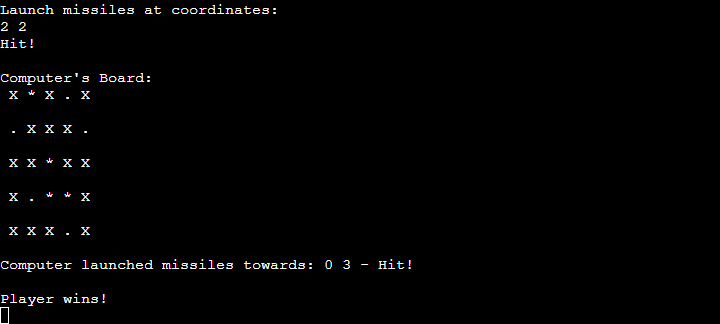 Launch missiles at coordinates:
2 2
Hit!
Computer's Board:
X * X . X
. X X X .
X X * X X
X . * * X
X X X . X
Computer launched missiles towards: 0 3 - Hit!
Player wins!